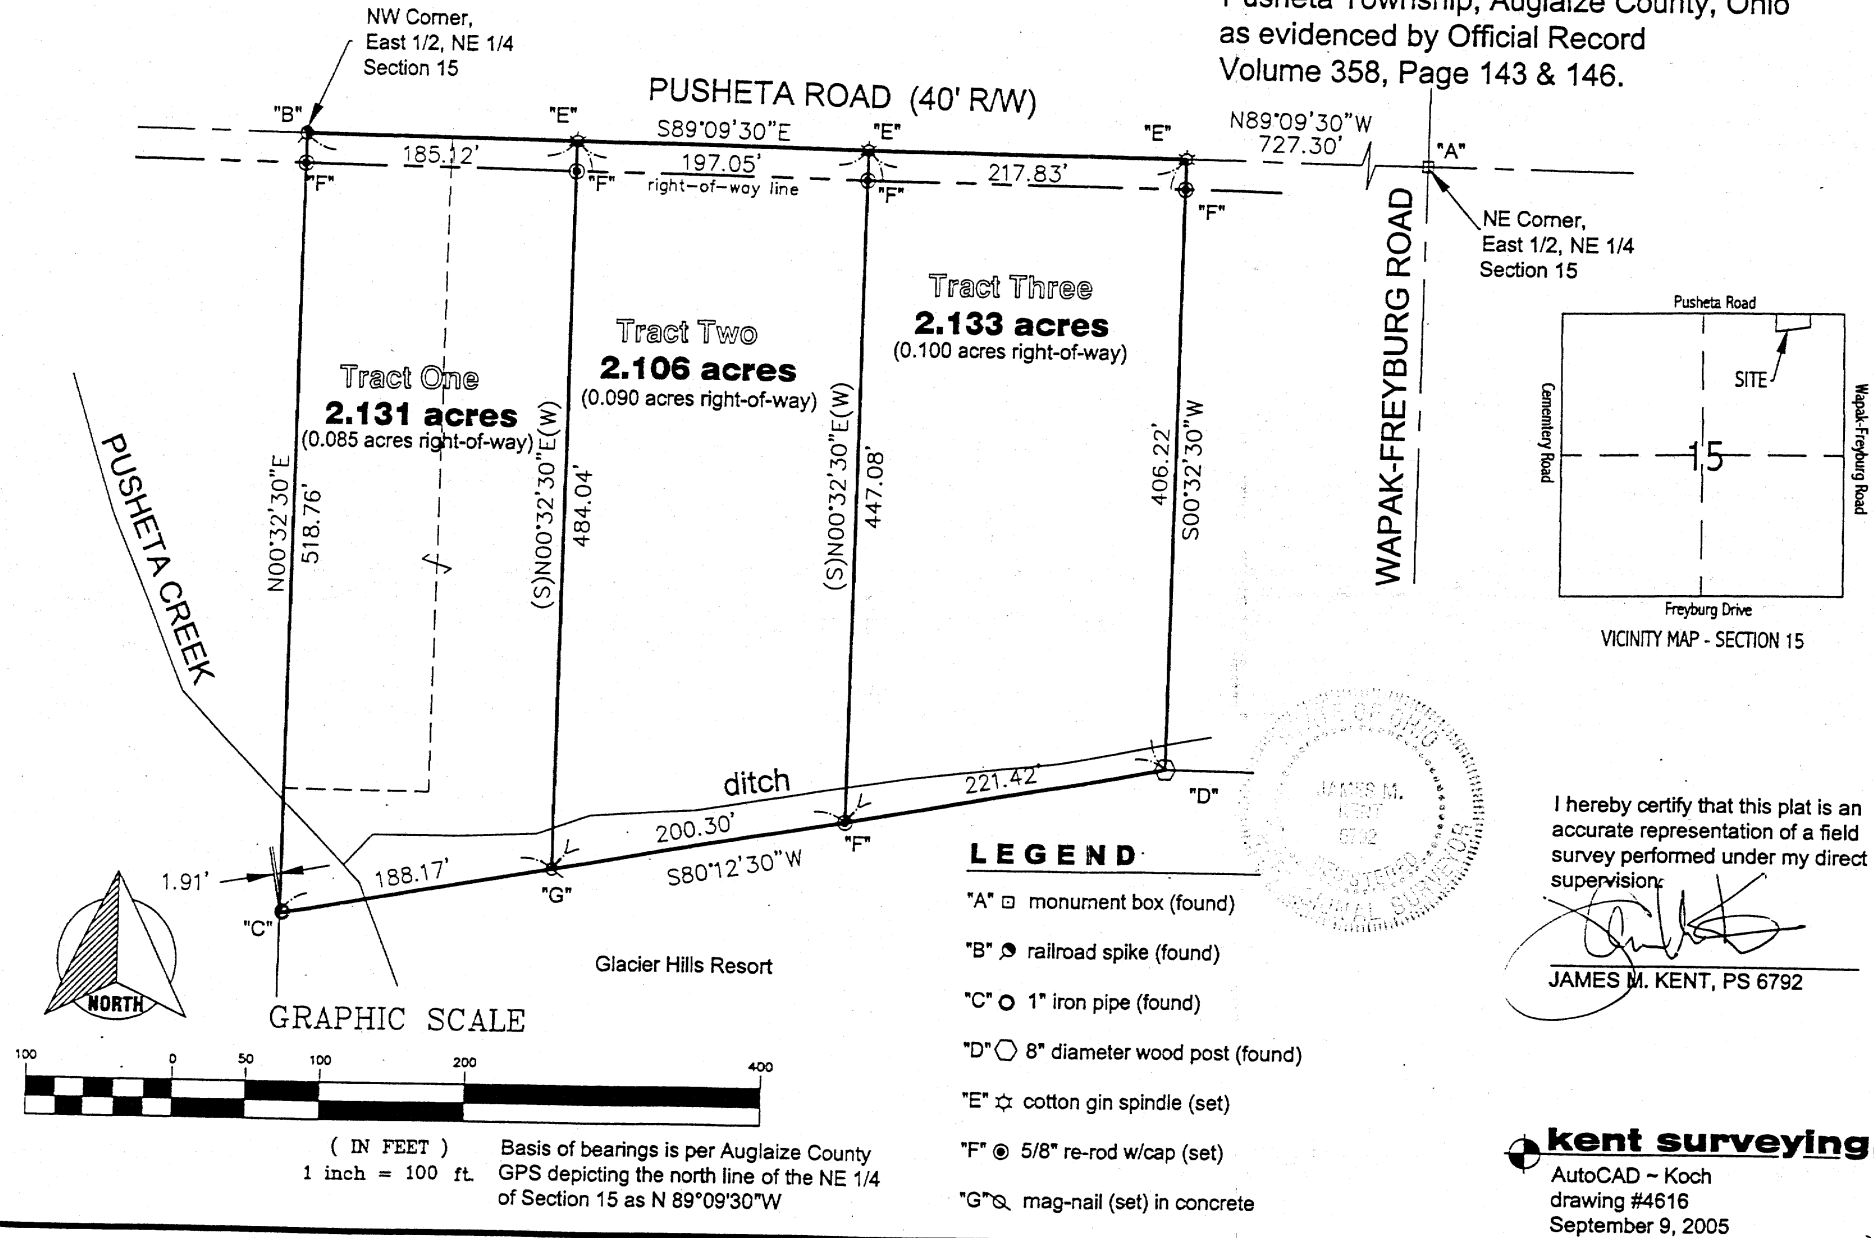 Pusheta Township, Auglaize County, Ohio
as evidenced by Official Record
Volume 358, Page 143 & 146.
NW Corner,
East 1/2, NE 1/4
Section 15
PUSHETA ROAD (40' R/W)
"B"
"E"
S89°09'30"E
"E"
"E"
N89°09'30"W
727.30'
"A"
185.12'
197.05'
217.83'
right-of-way line
"F"
"F"
"F"
"F"
NE Corner,
East 1/2, NE 1/4
Section 15
WAPAK-FREYBURG ROAD
Tract One
2.131 acres
(0.085 acres right-of-way)
Tract Two
2.106 acres
(0.090 acres right-of-way)
Tract Three
2.133 acres
(0.100 acres right-of-way)
N00°32'30"E
518.76'
(S)N00°32'30"E(W)
484.04'
(S)N00°32'30"E(W)
447.08'
406.22'
S00°32'30"W
PUSHETA CREEK
ditch
188.17'
200.30'
221.42'
S80°12'30"W
1.91'
"C"
"G"
"F"
"D"
Glacier Hills Resort
Pusheta Road
SITE
Cementery Road
15
Wapak-Freyburg Road
Freyburg Drive
VICINITY MAP - SECTION 15
STATE OF OHIO
JAMES M.
KENT
6792
REGISTERED
SURVEYOR
I hereby certify that this plat is an
accurate representation of a field
survey performed under my direct
supervision.
JAMES M. KENT, PS 6792
LEGEND
"A" monument box (found)
"B" railroad spike (found)
"C" 1" iron pipe (found)
"D" 8" diameter wood post (found)
"E" cotton gin spindle (set)
"F" 5/8" re-rod w/cap (set)
"G" mag-nail (set) in concrete
NORTH
GRAPHIC SCALE
100 0 50 100 200 400
( IN FEET )
1 inch = 100 ft.
Basis of bearings is per Auglaize County
GPS depicting the north line of the NE 1/4
of Section 15 as N 89°09'30"W
kent surveying
AutoCAD ~ Koch
drawing #4616
September 9, 2005